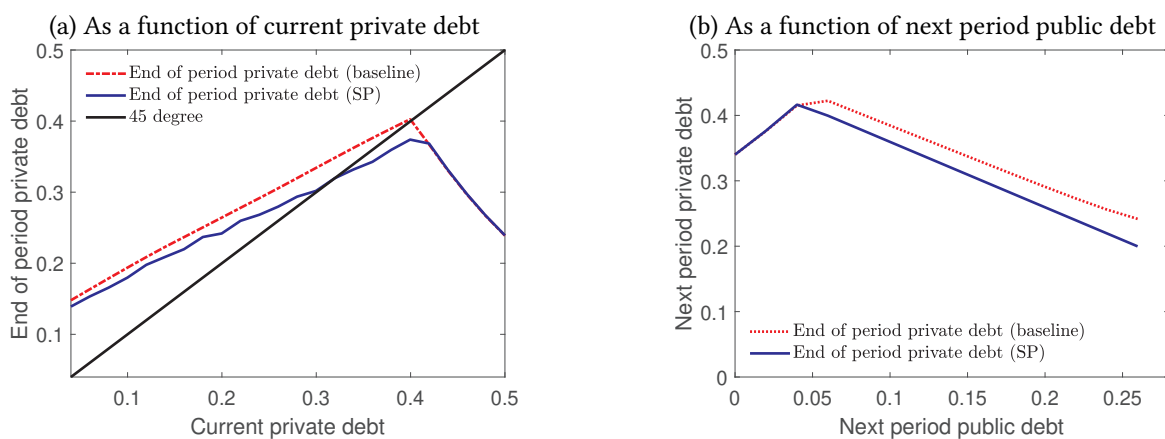 (a) As a function of current private debt
0.5
0.4
0.3
0.2
0.1
End of period private debt
End of period private debt (baseline)
End of period private debt (SP)
45 degree
0.1 0.2 0.3 0.4 0.5
Current private debt
(b) As a function of next period public debt
0.5
0.4
0.3
0.2
0.1
0
Next period private debt
End of period private debt (baseline)
End of period private debt (SP)
0 0.05 0.1 0.15 0.2 0.25
Next period public debt